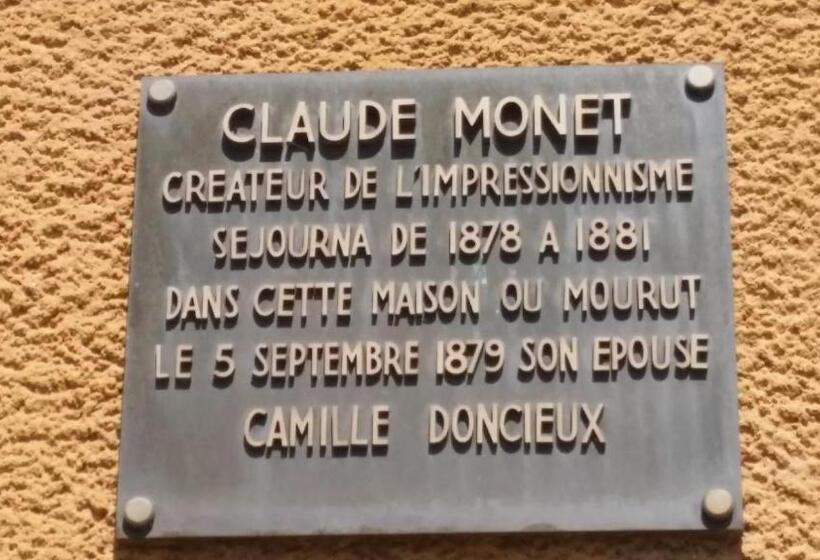 CLAUDE MONET
CREATEUR DE L'IMPRESSIONNISME
SEJOURNA DE 1878 A 1881
DANS CETTE MAISON OU MOURUT
LE 5 SEPTEMBRE 1879 SON EPOUSE
CAMILLE DONCIEUX